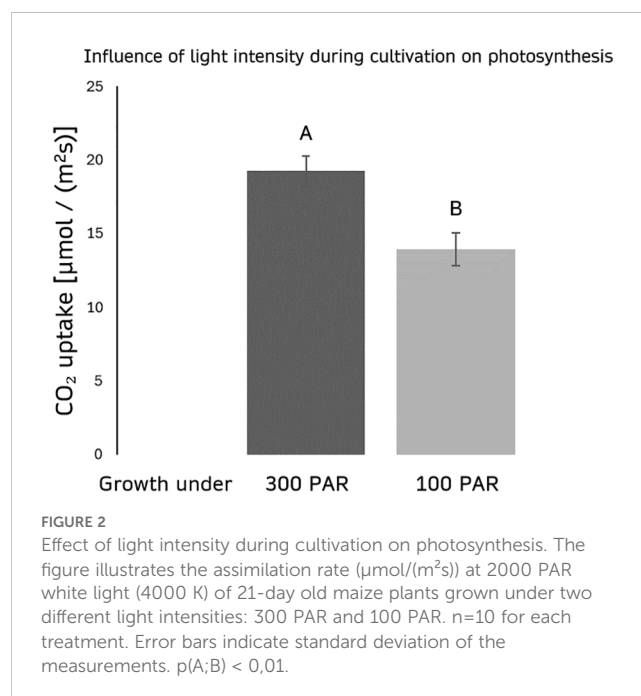 Influence of light intensity during cultivation on photosynthesis
CO₂ uptake [µmol / (m²s)]
25
20
15
10
5
0
A
B
Growth under 300 PAR 100 PAR
FIGURE 2
Effect of light intensity during cultivation on photosynthesis. The
figure illustrates the assimilation rate (µmol/(m²s)) at 2000 PAR
white light (4000 K) of 21-day old maize plants grown under two
different light intensities: 300 PAR and 100 PAR. n=10 for each
treatment. Error bars indicate standard deviation of the
measurements. p(A;B) < 0,01.